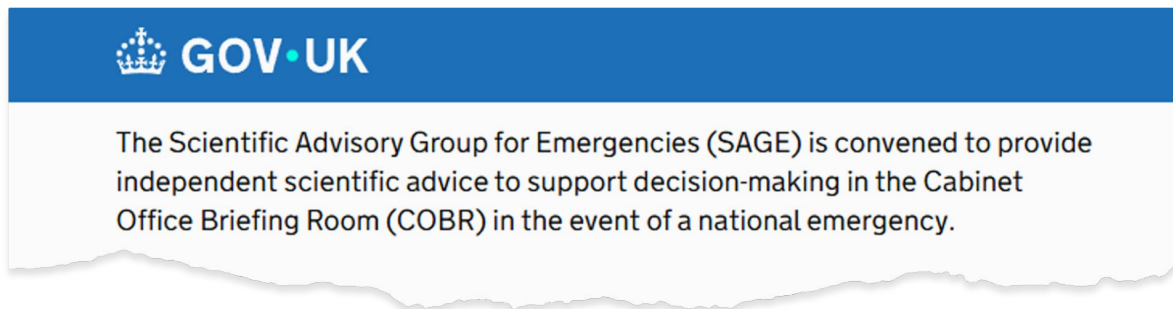 GOV.UK
The Scientific Advisory Group for Emergencies (SAGE) is convened to provide
independent scientific advice to support decision-making in the Cabinet
Office Briefing Room (COBR) in the event of a national emergency.